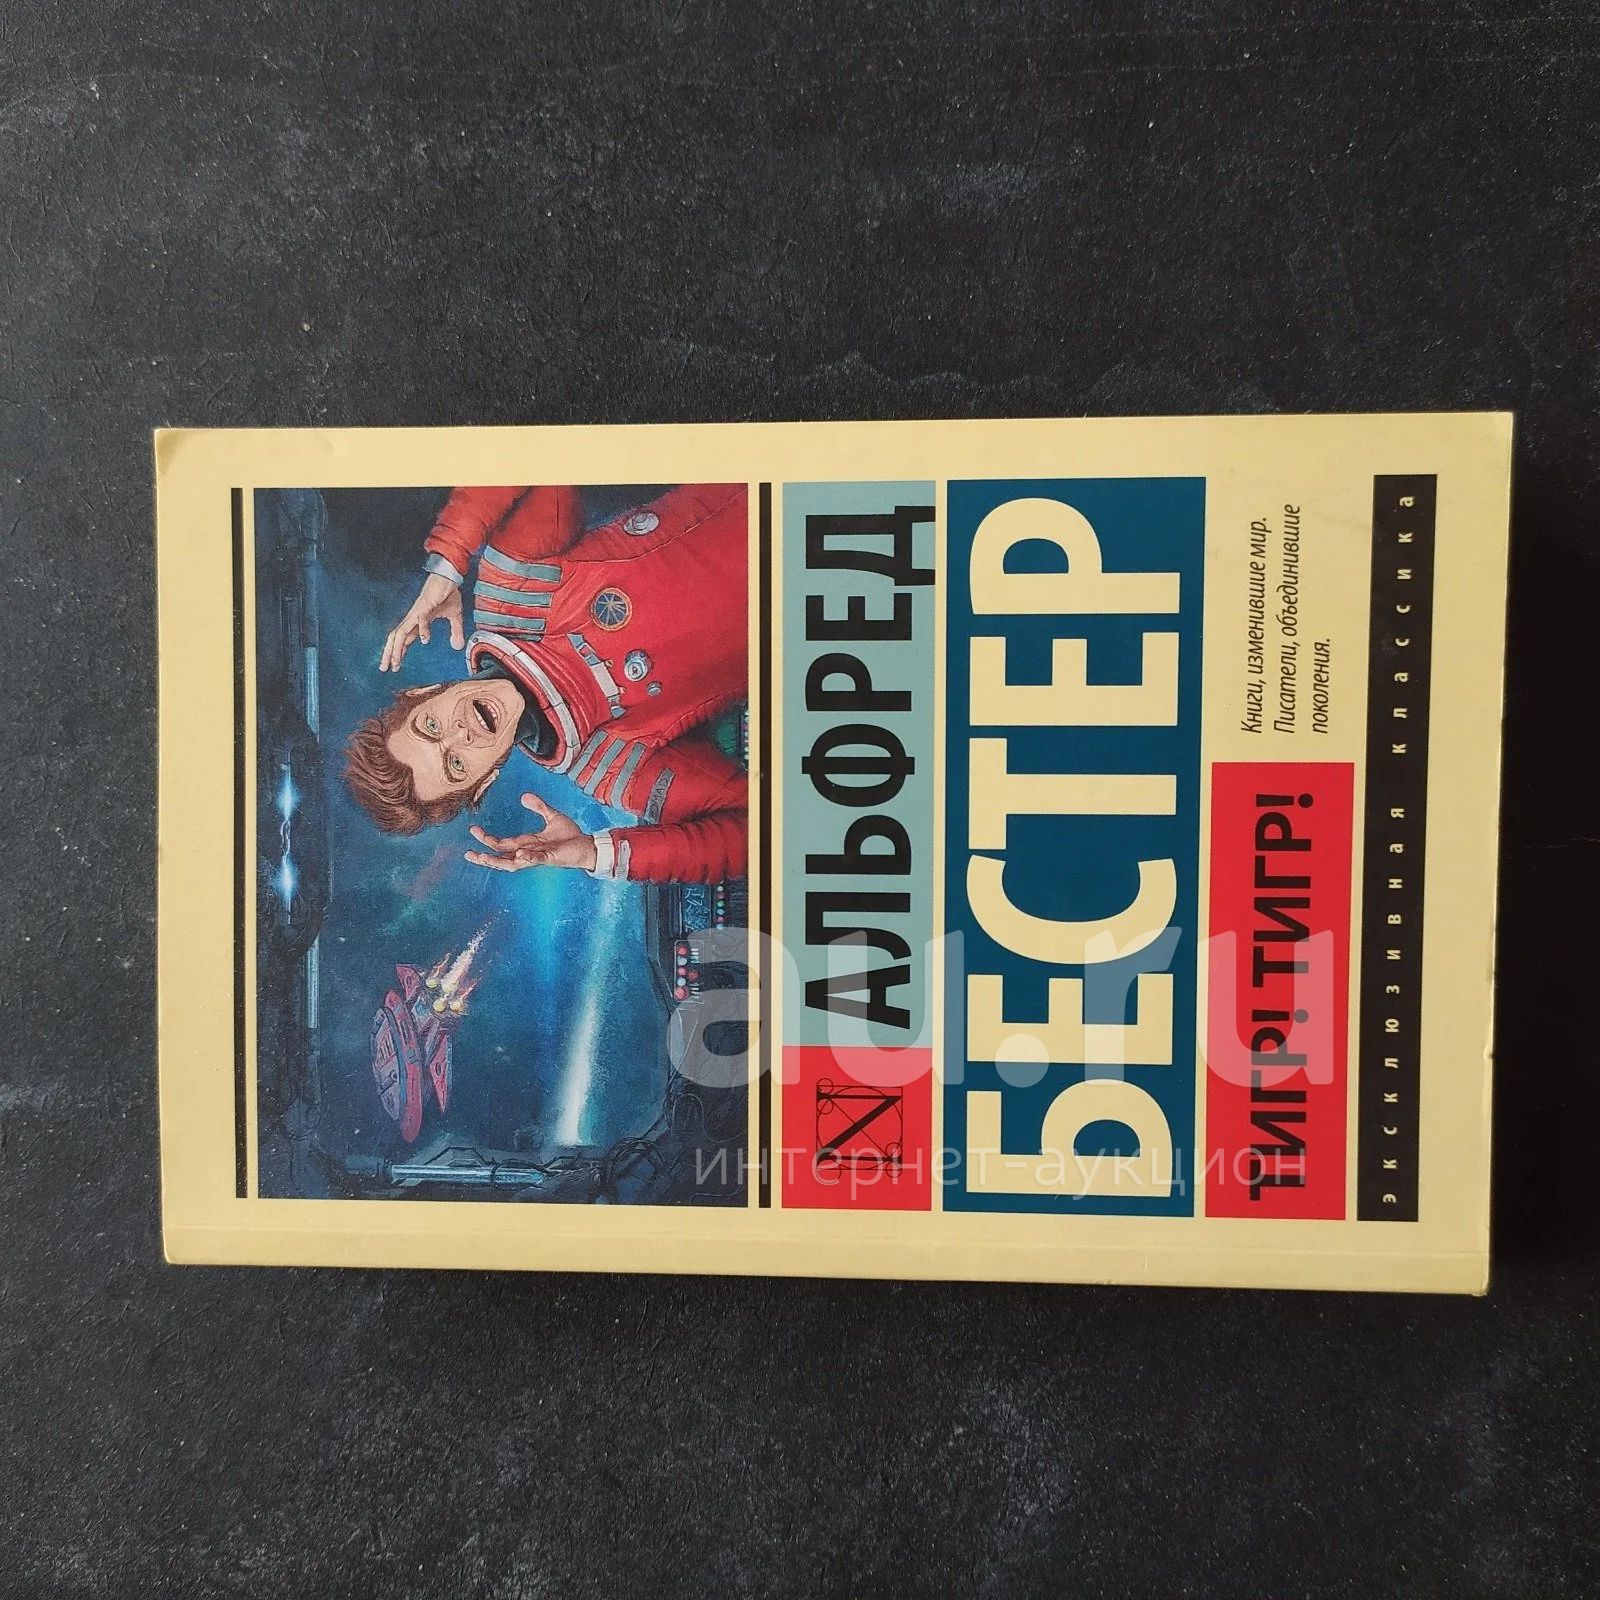 АЛЬФРЕД
БЕСТЕР
ТИГР! ТИГР!
Книги, изменившие мир.
Писатели, объединившие
поколения.
эксклюзивная классика
au.ru
интернет-аукцион